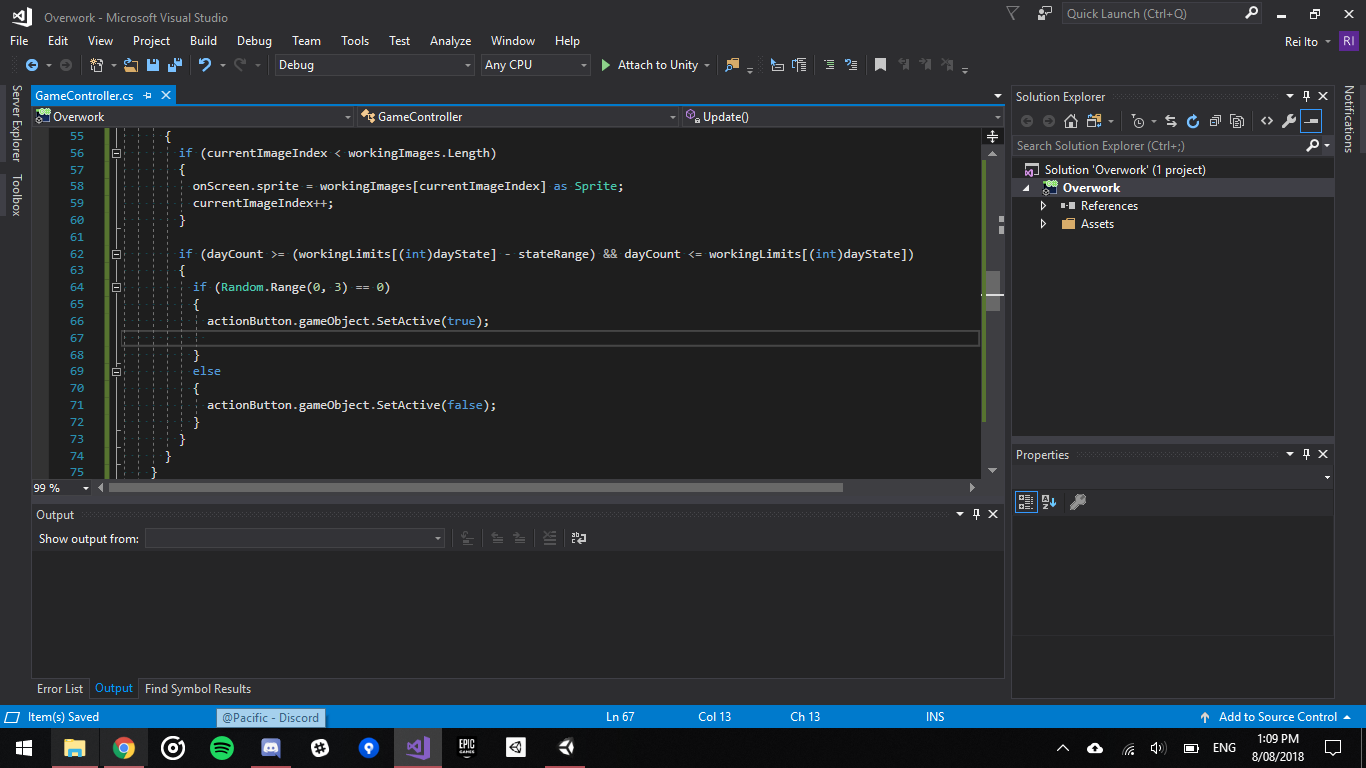 Overwork - Microsoft Visual Studio
Quick Launch (Ctrl+Q)
File Edit View Project Build Debug Team Tools Test Analyze Window Help
Rei Ito RI
Debug Any CPU Attach to Unity
Server Explorer
Toolbox
GameController.cs
Overwork GameController Update()
55 {
56 if (currentImageIndex < workingImages.Length)
57 {
58 onScreen.sprite = workingImages[currentImageIndex] as Sprite;
59 currentImageIndex++;
60 }
61
62 if (dayCount >= (workingLimits[(int)dayState] - stateRange) && dayCount <= workingLimits[(int)dayState])
63 {
64 if (Random.Range(0, 3) == 0)
65 {
66 actionButton.gameObject.SetActive(true);
67
68 }
69 else
70 {
71 actionButton.gameObject.SetActive(false);
72 }
73 }
74 }
75 }
99 %
Output
Show output from:
Error List Output Find Symbol Results
Solution Explorer
Search Solution Explorer (Ctrl+;)
Solution 'Overwork' (1 project)
Overwork
References
Assets
Properties
Notifications
Item(s) Saved
@Pacific - Discord
Ln 67 Col 13 Ch 13 INS
Add to Source Control
EPIC GAMES
ENG
1:09 PM
8/08/2018